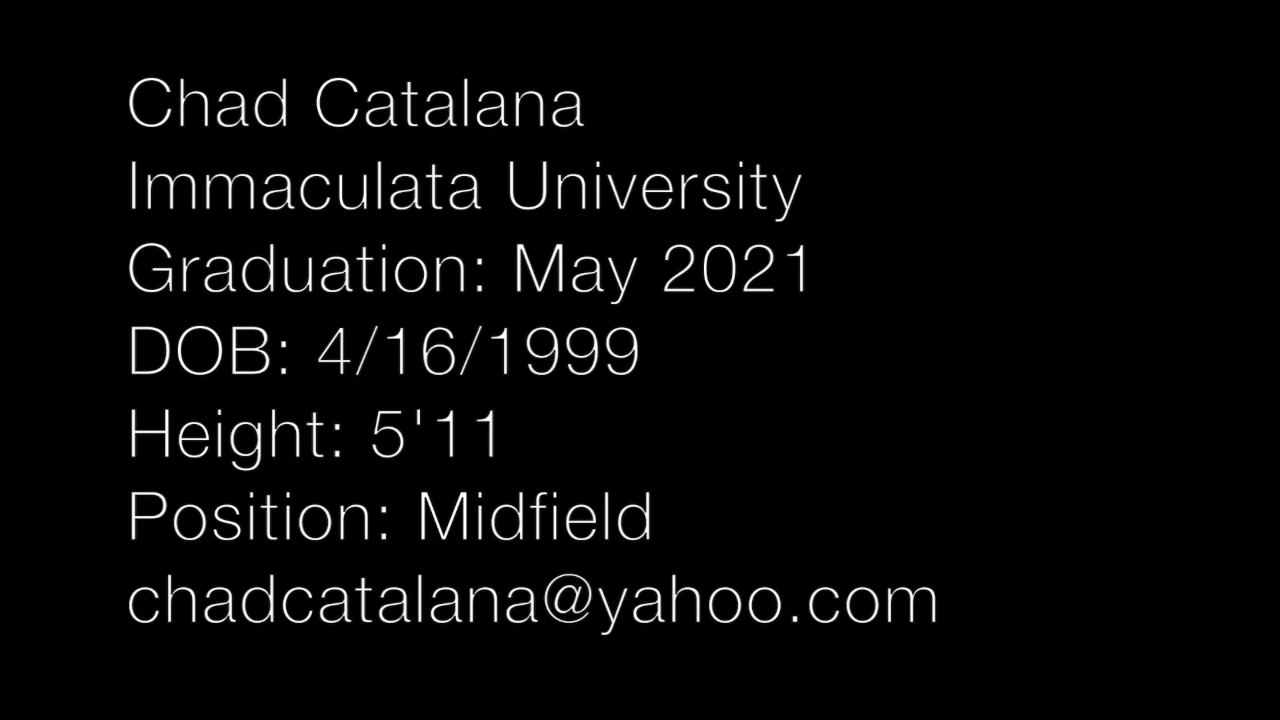 Chad Catalana
Immaculata University
Graduation: May 2021
DOB: 4/16/1999
Height: 5'11
Position: Midfield
chadcatalana@yahoo.com